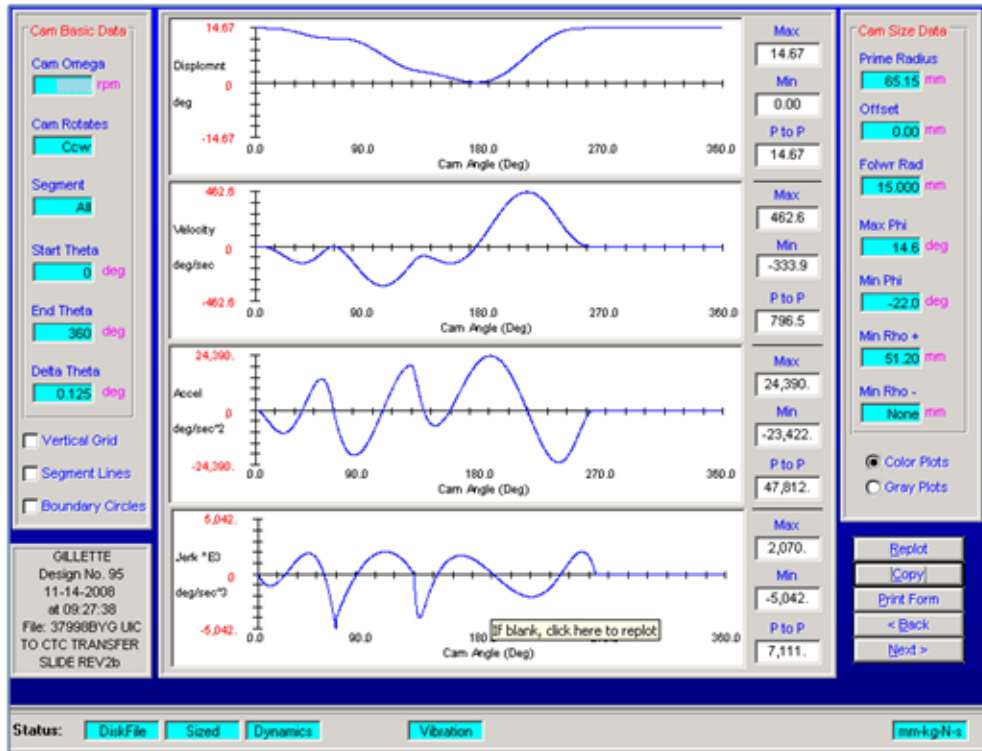 Cam Basic Data
Cam Omega
rpm
Cam Rotates
Ccw
Segment
All
Start Theta
0 deg
End Theta
360 deg
Delta Theta
0.125 deg
Vertical Grid
Segment Lines
Boundary Circles
GILLETTE
Design No. 95
11-14-2008
at 09:27:38
File: 37998BYG UIC
TO CTC TRANSFER
SLIDE REV2b
14.67
Displcmnt
0
deg
-14.67
0.0 90.0 180.0 270.0 360.0
Cam Angle (Deg)
Max
14.67
Min
0.00
P to P
14.67
462.6
Velocity
0
deg/sec
-462.6
0.0 90.0 180.0 270.0 360.0
Cam Angle (Deg)
Max
462.6
Min
-333.9
P to P
796.5
24,390.
Accel
0
deg/sec^2
-24,390.
0.0 90.0 180.0 270.0 360.0
Cam Angle (Deg)
Max
24,390.
Min
-23,422.
P to P
47,812.
5,042.
Jerk *E3
0
deg/sec^3
-5,042.
If blank, click here to replot
0.0 90.0 180.0 360.0
Cam Angle (Deg)
Max
2,070.
Min
-5,042.
P to P
7,111.
Cam Size Data
Prime Radius
65.15 mm
Offset
0.00 mm
Folwr Rad
15.000 mm
Max Phi
14.6 deg
Min Phi
-22.0 deg
Min Rho +
51.20 mm
Min Rho -
None mm
Color Plots
Gray Plots
Replot
Copy
Print Form
< Back
Next >
Status: DiskFile Sized Dynamics Vibration mm-kg-N-s